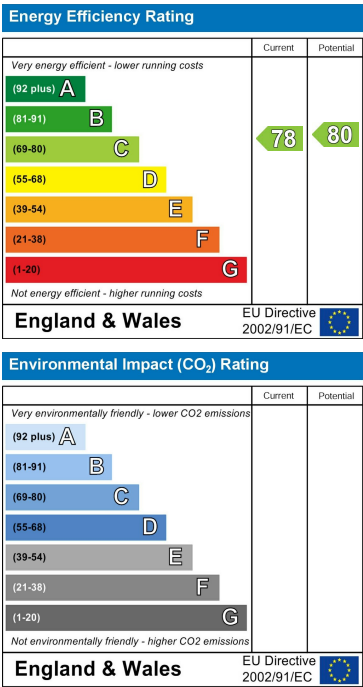 Energy Efficiency Rating
Current Potential
Very energy efficient - lower running costs
(92 plus) A
(81-91) B
(69-80) C
78 80
(55-68) D
(39-54) E
(21-38) F
(1-20) G
Not energy efficient - higher running costs
England & Wales
EU Directive
2002/91/EC
Environmental Impact (CO2) Rating
Current Potential
Very environmentally friendly - lower CO2 emissions
(92 plus) A
(81-91) B
(69-80) C
(55-68) D
(39-54) E
(21-38) F
(1-20) G
Not environmentally friendly - higher CO2 emissions
England & Wales
EU Directive
2002/91/EC